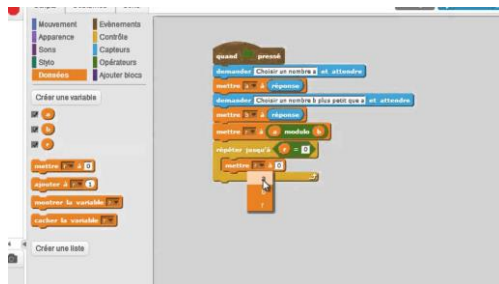 Mouvement Evènements
Apparence Contrôle
Sons Capteurs
Stylo Opérateurs
Données Ajouter blocs
Créer une variable
a
b
r
mettre r à 0
ajouter à r 1
montrer la variable r
cacher la variable r
Créer une liste
quand pressé
demander Choisir un nombre a et attendre
mettre a à réponse
demander Choisir un nombre b plus petit que a et attendre
mettre b à réponse
mettre r à a modulo b
répéter jusqu'à r = 0
mettre r à 0
r